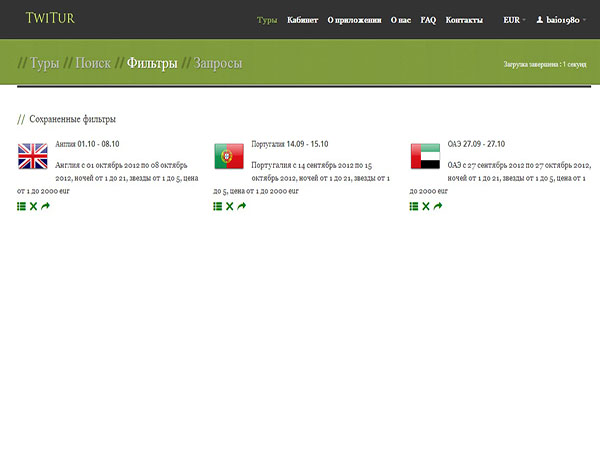 TwiTur
Туры Кабинет О приложении О нас FAQ Контакты EUR baio1980
// Туры // Поиск // Фильтры // Запросы
Загрузка завершена : 1 секунд
// Сохраненные фильтры
Англия 01.10 - 08.10
Англия с 01 октябрь 2012 по 08 октябрь
2012, ночей от 1 до 21, звезды от 1 до 5, цена
от 1 до 2000 eur
Португалия 14.09 - 15.10
Португалия с 14 сентябрь 2012 по 15
октябрь 2012, ночей от 1 до 21, звезды от 1
до 5, цена от 1 до 2000 eur
ОАЭ 27.09 - 27.10
ОАЭ с 27 сентябрь 2012 по 27 октябрь 2012,
ночей от 1 до 21, звезды от 1 до 5, цена от 1
до 2000 eur